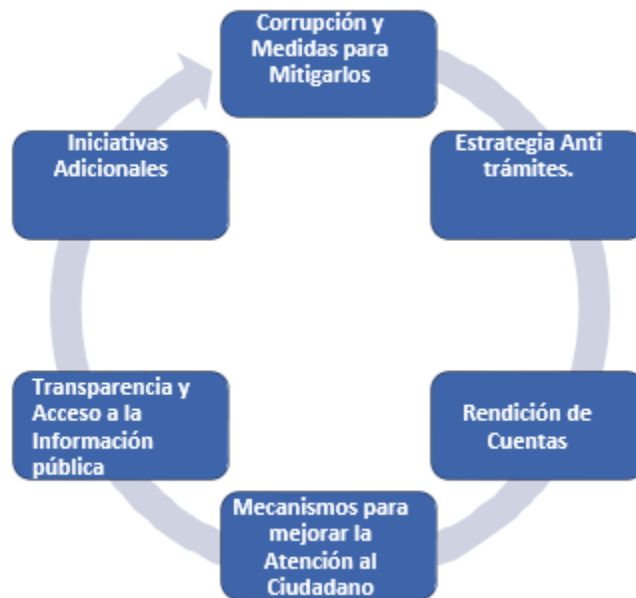 Corrupción y
Medidas para
Mitigarlos
Estrategia Anti
trámites.
Rendición de
Cuentas
Mecanismos para
mejorar la
Atención al
Ciudadano
Transparencia y
Acceso a la
Información
pública
Iniciativas
Adicionales